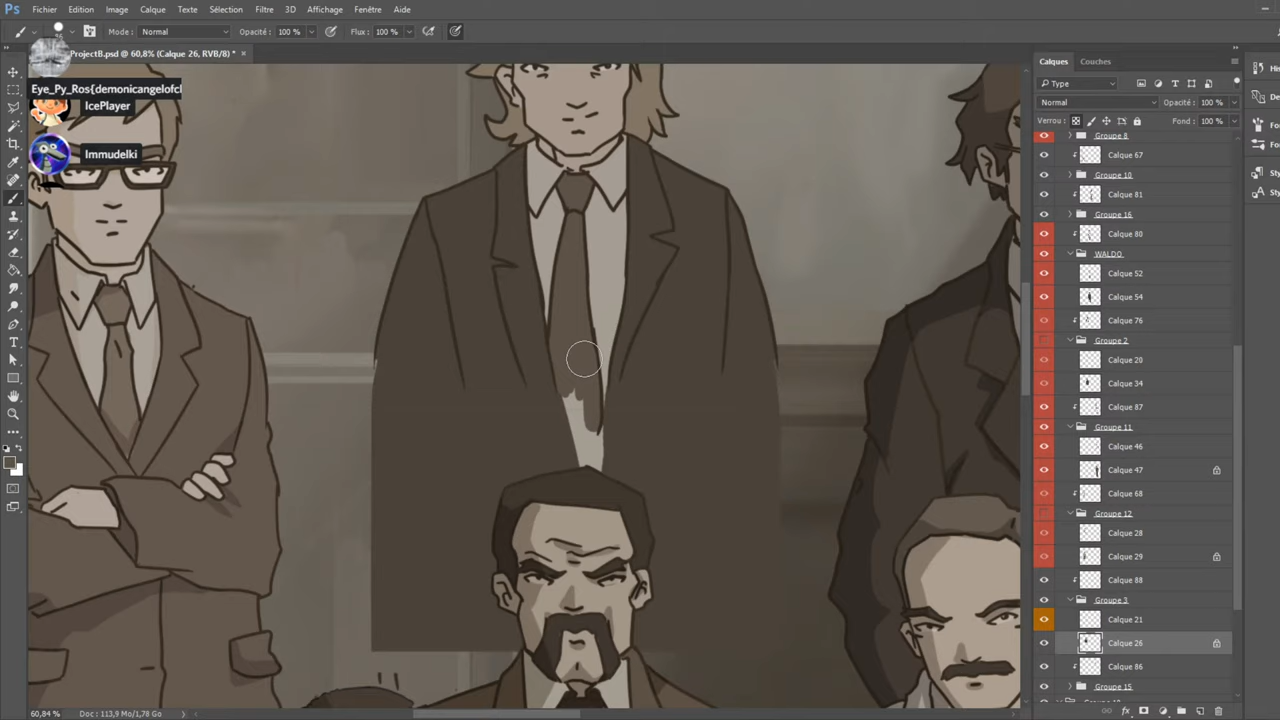 Ps Fichier Edition Image Calque Texte Sélection Filtre 3D Affichage Fenêtre Aide
Mode : Normal Opacité : 100 % Flux : 100 %
ProjectB.psd @ 60,8% (Calque 26, RVB/8) *
Eye_Py_Ros{demonicangelofcl
IcePlayer
Immudelki
Calques Couches
Type
Normal Opacité : 100 %
Verrou : Fond : 100 %
Groupe 8
Calque 67
Groupe 10
Calque 81
Groupe 16
Calque 80
WALDO
Calque 52
Calque 54
Calque 76
Groupe 2
Calque 20
Calque 34
Calque 87
Groupe 11
Calque 46
Calque 47
Calque 68
Groupe 12
Calque 28
Calque 29
Calque 88
Groupe 3
Calque 21
Calque 26
Calque 86
Groupe 15
His
Fo
Sty
Sty
60,84 % Doc : 113,9 Mo/1,78 Go